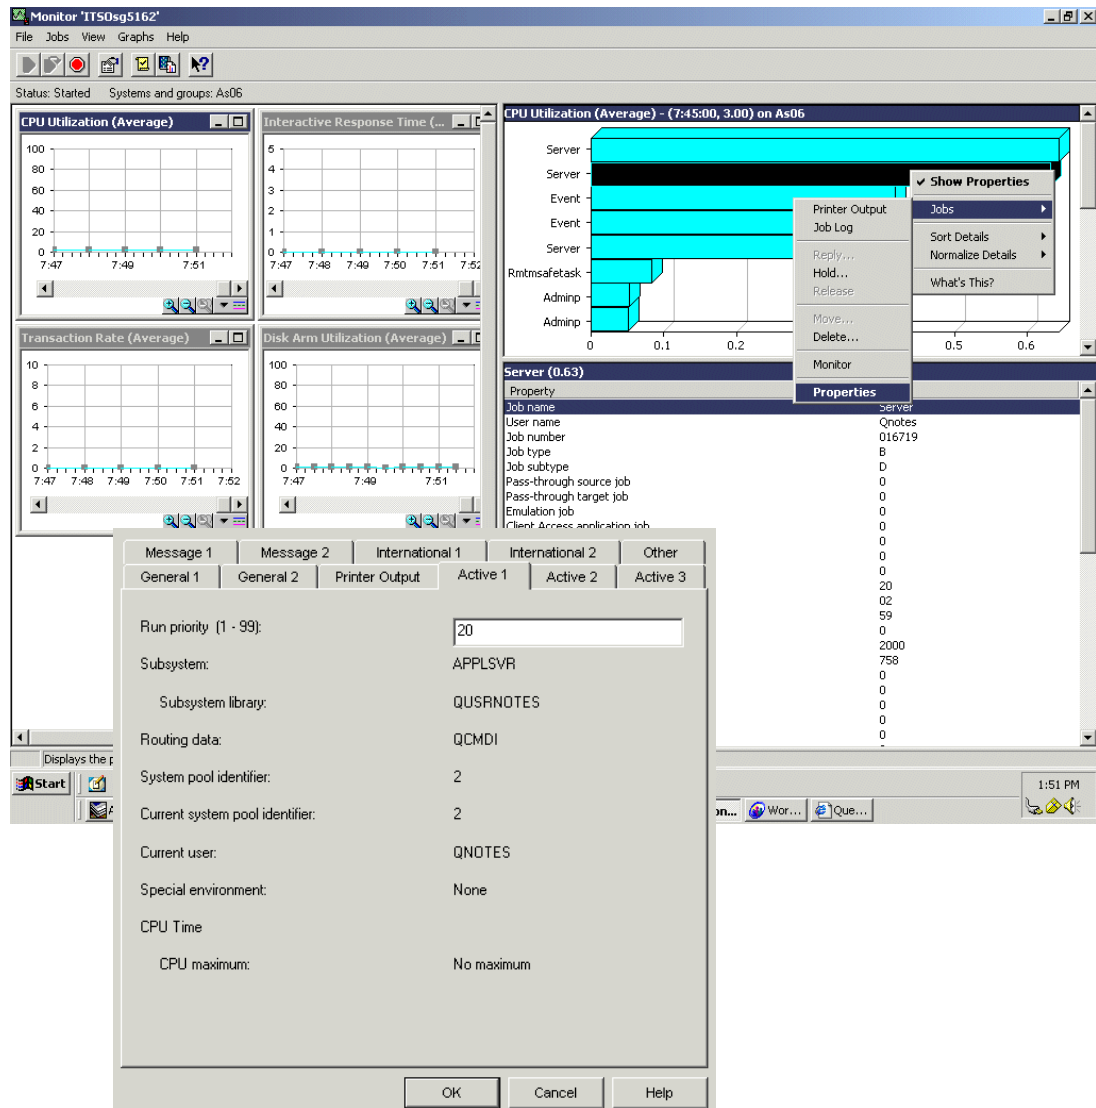 Monitor 'ITSOsg5162'
File Jobs View Graphs Help
Status: Started Systems and groups: As06
CPU Utilization (Average)
100
80
60
40
20
0
7:47 7:49 7:51
Interactive Response Time (...
5
4
3
2
1
0
7:47 7:48 7:49 7:50 7:51 7:52
Transaction Rate (Average)
10
8
6
4
2
0
7:47 7:48 7:49 7:50 7:51 7:52
Disk Arm Utilization (Average)
100
80
60
40
20
0
7:47 7:49 7:51
CPU Utilization (Average) - (7:45:00, 3.00) on As06
Server
Server
Event
Event
Server
Rmtmsafetask
Adminp
Adminp
0 0.1 0.2 0.5 0.6
Show Properties
Jobs
Sort Details
Normalize Details
What's This?
Printer Output
Job Log
Reply...
Hold...
Release
Move...
Delete...
Monitor
Properties
Server (0.63)
Property
Job name Server
User name Qnotes
Job number 016719
Job type B
Job subtype D
Pass-through source job 0
Pass-through target job 0
Emulation job 0
Client Access application job 0
0
0
0
20
02
59
0
2000
758
0
0
0
0
0
Displays the p
Start
on...
Wor...
Que...
1:51 PM
Message 1 Message 2 International 1 International 2 Other
General 1 General 2 Printer Output Active 1 Active 2 Active 3
Run priority (1 - 99): 20
Subsystem: APPLSVR
Subsystem library: QUSRNOTES
Routing data: QCMDI
System pool identifier: 2
Current system pool identifier: 2
Current user: QNOTES
Special environment: None
CPU Time
CPU maximum: No maximum
OK Cancel Help